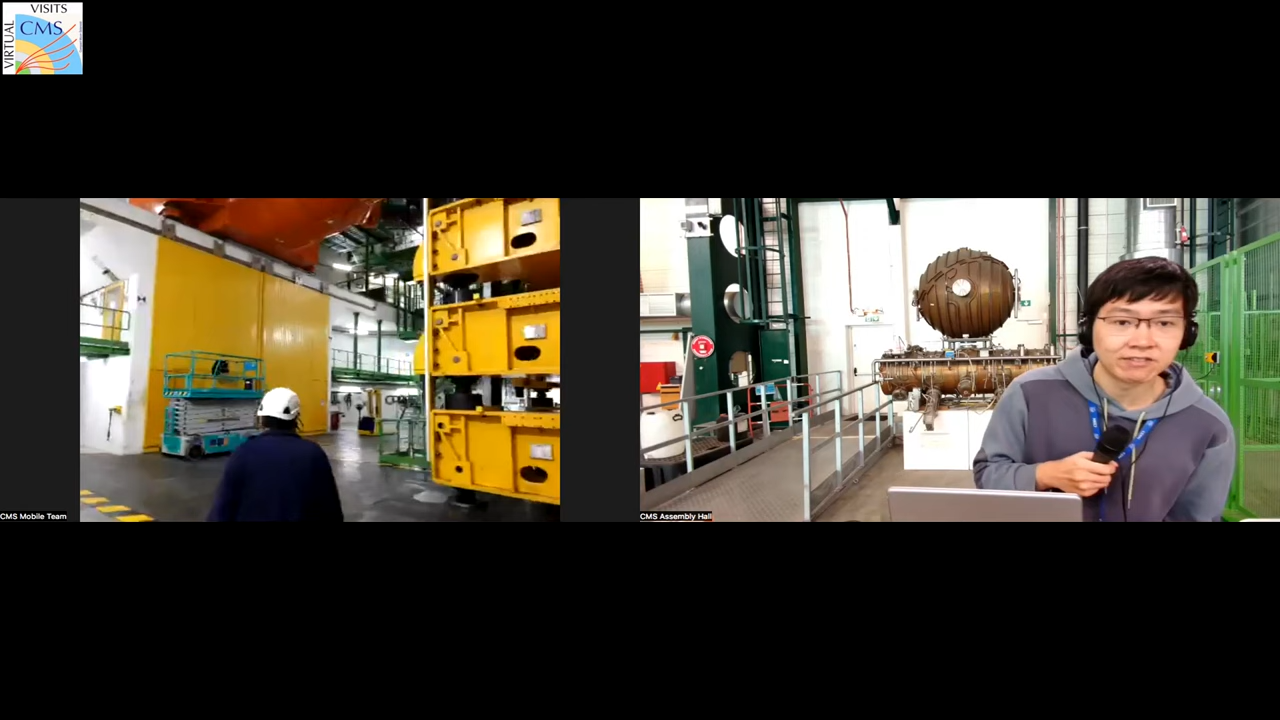 VISITS
VIRTUAL
CMS
CMS Mobile Team
CMS Assembly Hall